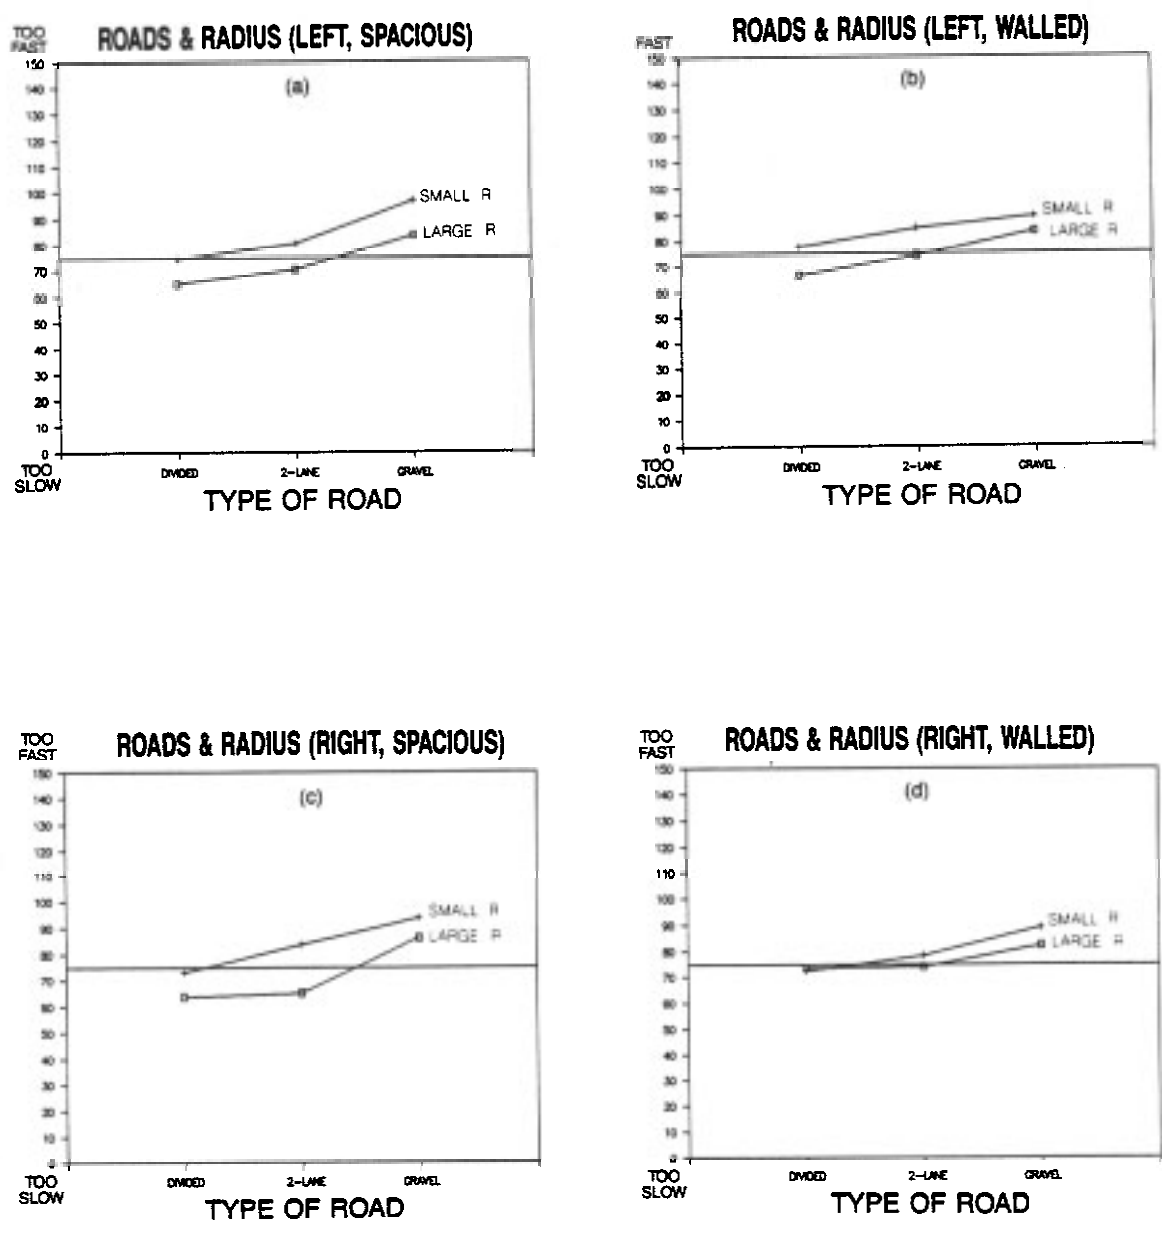 TOO
FAST
ROADS & RADIUS (LEFT, SPACIOUS)
(a)
150
140
130
120
110
100
90
80
70
60
50
40
30
20
10
0
SMALL R
LARGE R
TOO
SLOW
DIVIDED
2-LANE
GRAVEL
TYPE OF ROAD
FAST
ROADS & RADIUS (LEFT, WALLED)
(b)
150
140
130
120
110
100
90
80
70
60
50
40
30
20
10
0
SMALL R
LARGE R
TOO
SLOW
DIVIDED
2-LANE
GRAVEL
TYPE OF ROAD
TOO
FAST
ROADS & RADIUS (RIGHT, SPACIOUS)
(c)
150
140
130
120
110
100
90
80
70
60
50
40
30
20
10
0
SMALL R
LARGE R
TOO
SLOW
DIVIDED
2-LANE
GRAVEL
TYPE OF ROAD
TOO
FAST
ROADS & RADIUS (RIGHT, WALLED)
(d)
150
140
130
120
110
100
90
80
70
60
50
40
30
20
10
0
SMALL R
LARGE R
TOO
SLOW
DIVIDED
2-LANE
GRAVEL
TYPE OF ROAD